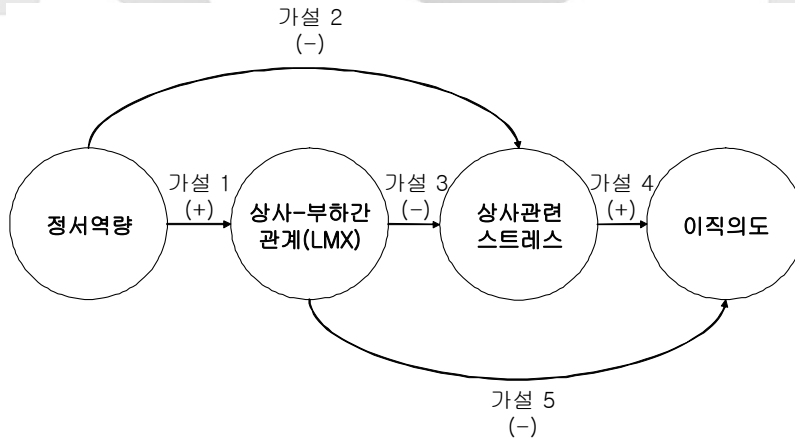 가설 2
(-)
가설 1
(+)
가설 3
(-)
가설 4
(+)
정서역량
상사-부하간
관계(LMX)
상사관련
스트레스
이직의도
가설 5
(-)